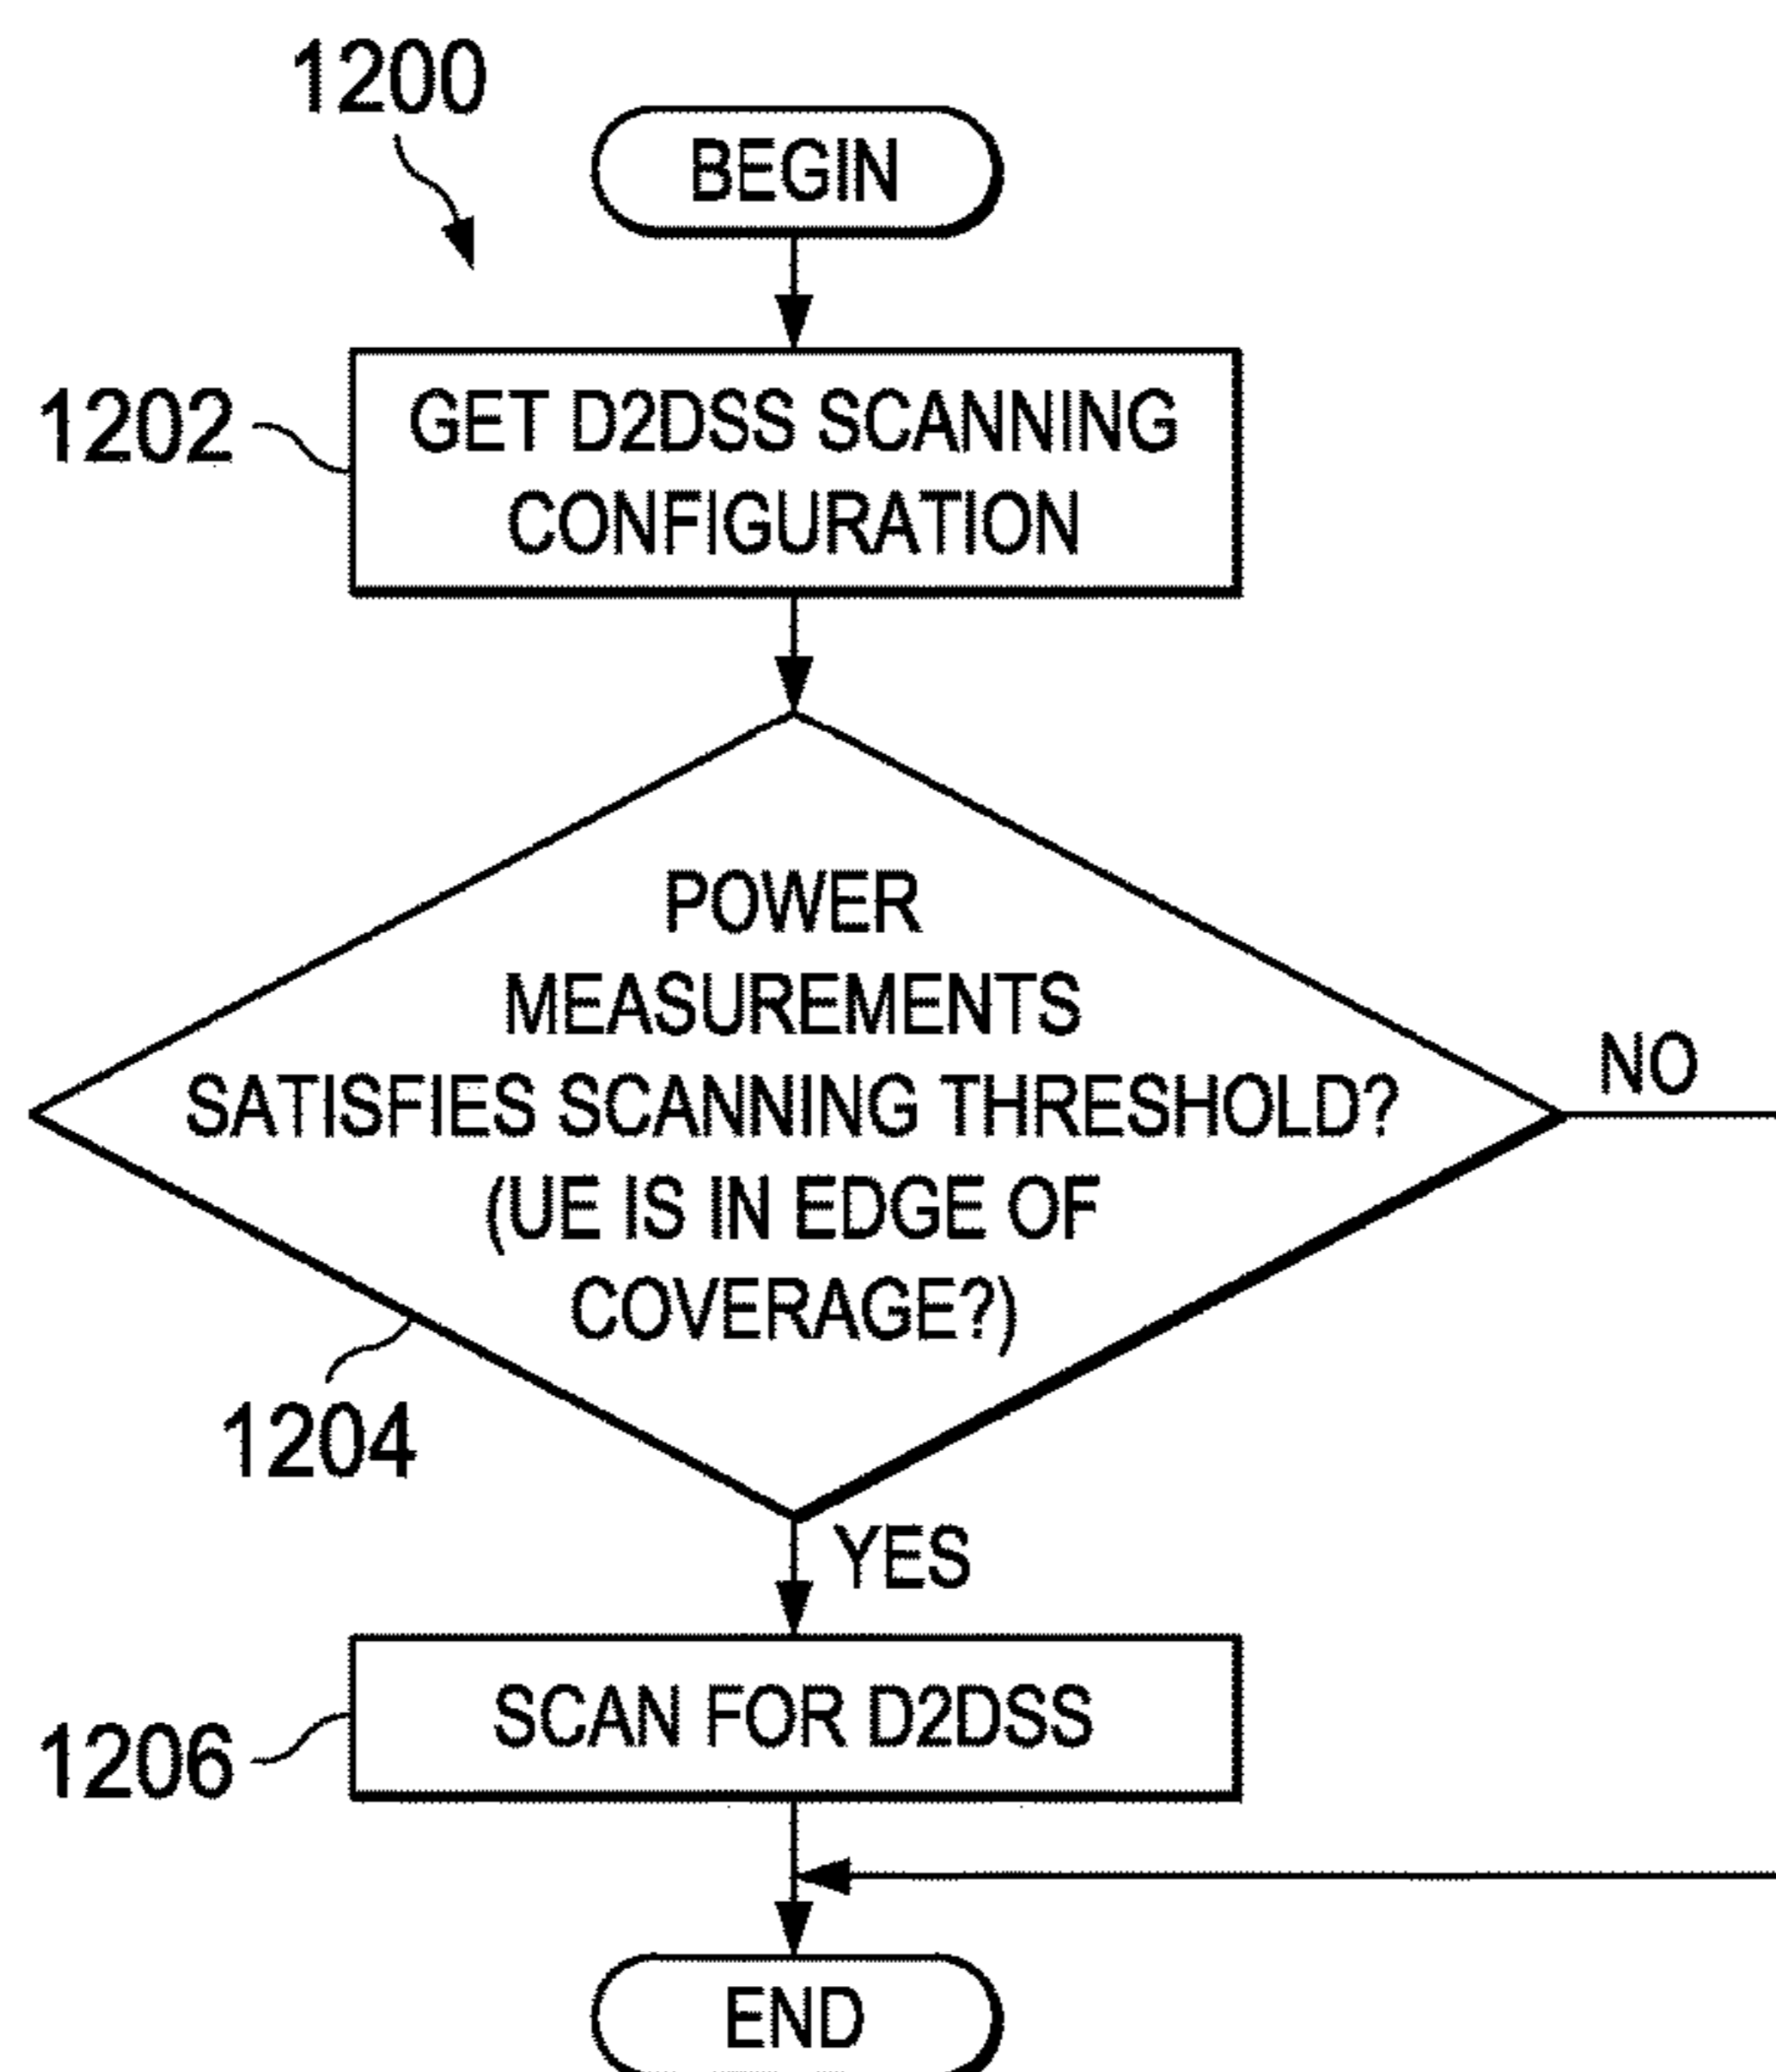 1200
BEGIN
1202
GET D2DSS SCANNING
CONFIGURATION
POWER
MEASUREMENTS
SATISFIES SCANNING THRESHOLD?
(UE IS IN EDGE OF
COVERAGE?)
NO
1204
YES
1206
SCAN FOR D2DSS
END